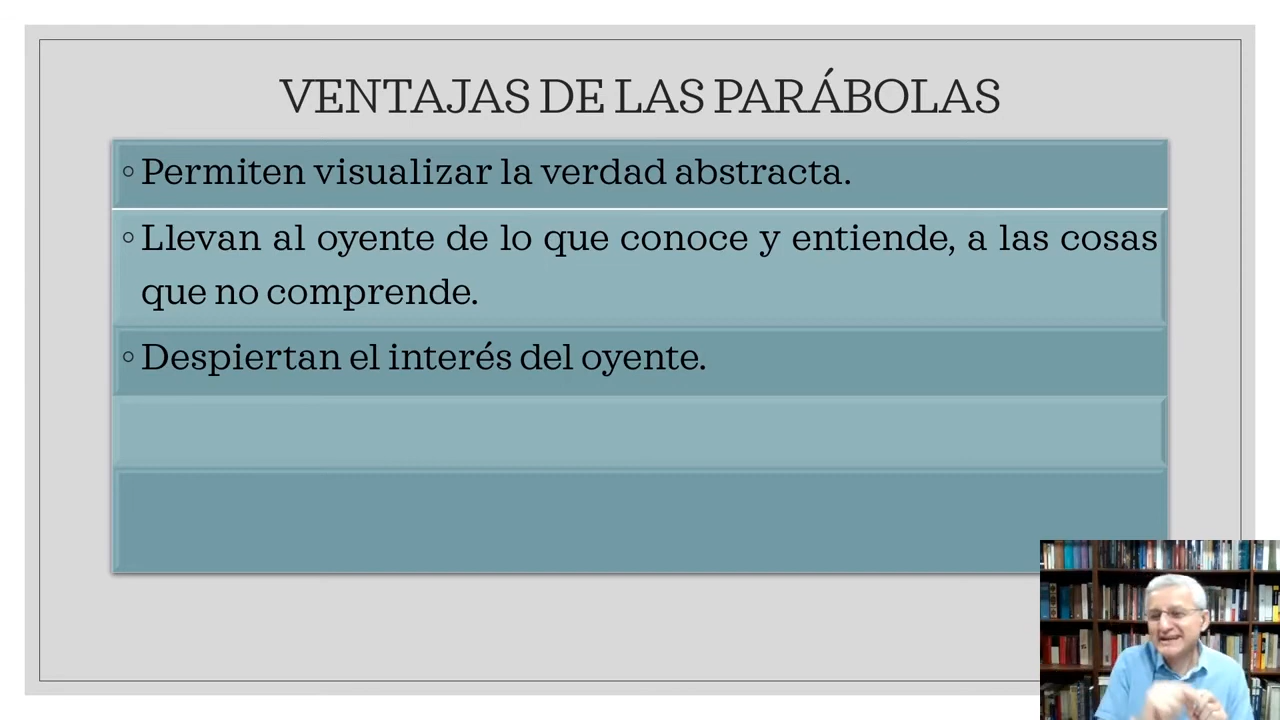 VENTAJAS DE LAS PARÁBOLAS
◦ Permiten visualizar la verdad abstracta.
◦ Llevan al oyente de lo que conoce y entiende, a las cosas
que no comprende.
◦ Despiertan el interés del oyente.